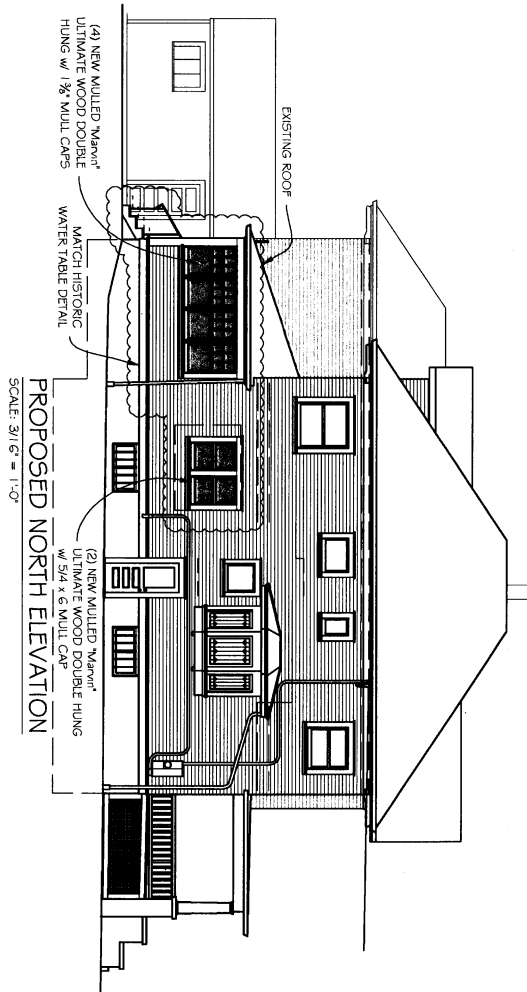 EXISTING ROOF
(4) NEW MULLED "Marvin"
ULTIMATE WOOD DOUBLE
HUNG w/ 1 3/8" MULL CAPS
MATCH HISTORIC
WATER TABLE DETAIL
(2) NEW MULLED "Marvin"
ULTIMATE WOOD DOUBLE HUNG
w/ 5/4 x 6 MULL CAP
PROPOSED NORTH ELEVATION
SCALE: 3/16" = 1'-0"